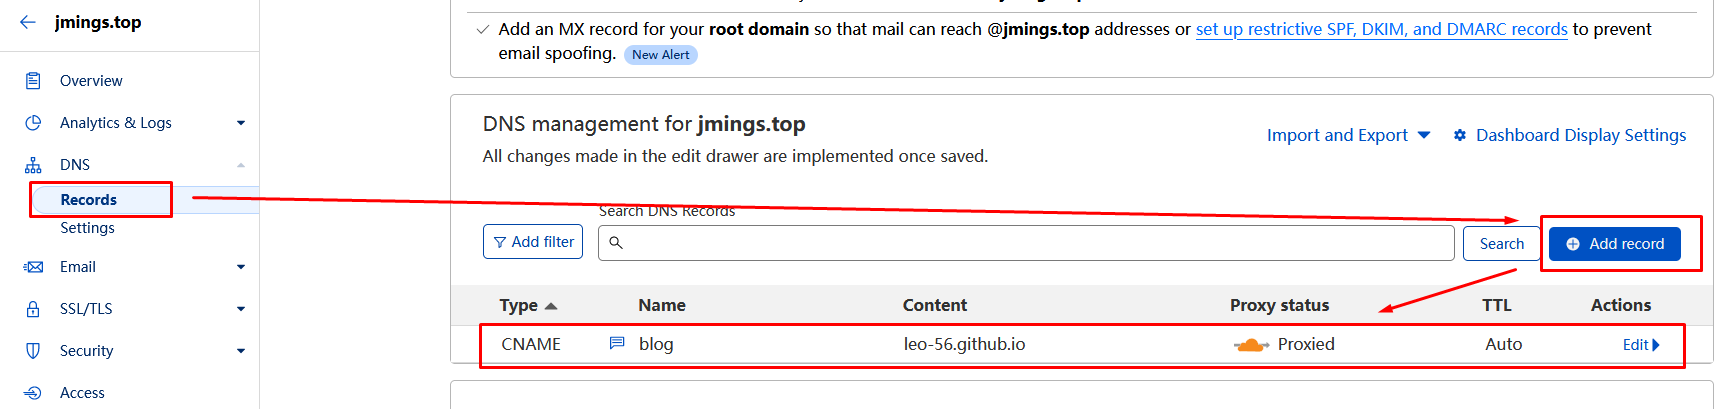 jmings.top
Overview
Analytics & Logs
DNS
Records
Settings
Email
SSL/TLS
Security
Access
Add an MX record for your root domain so that mail can reach @jmings.top addresses or set up restrictive SPF, DKIM, and DMARC records to prevent
email spoofing. New Alert
DNS management for jmings.top
Import and Export Dashboard Display Settings
All changes made in the edit drawer are implemented once saved.
Search DNS Records
Add filter Search Add record
Type Name Content Proxy status TTL Actions
CNAME blog leo-56.github.io Proxied Auto Edit